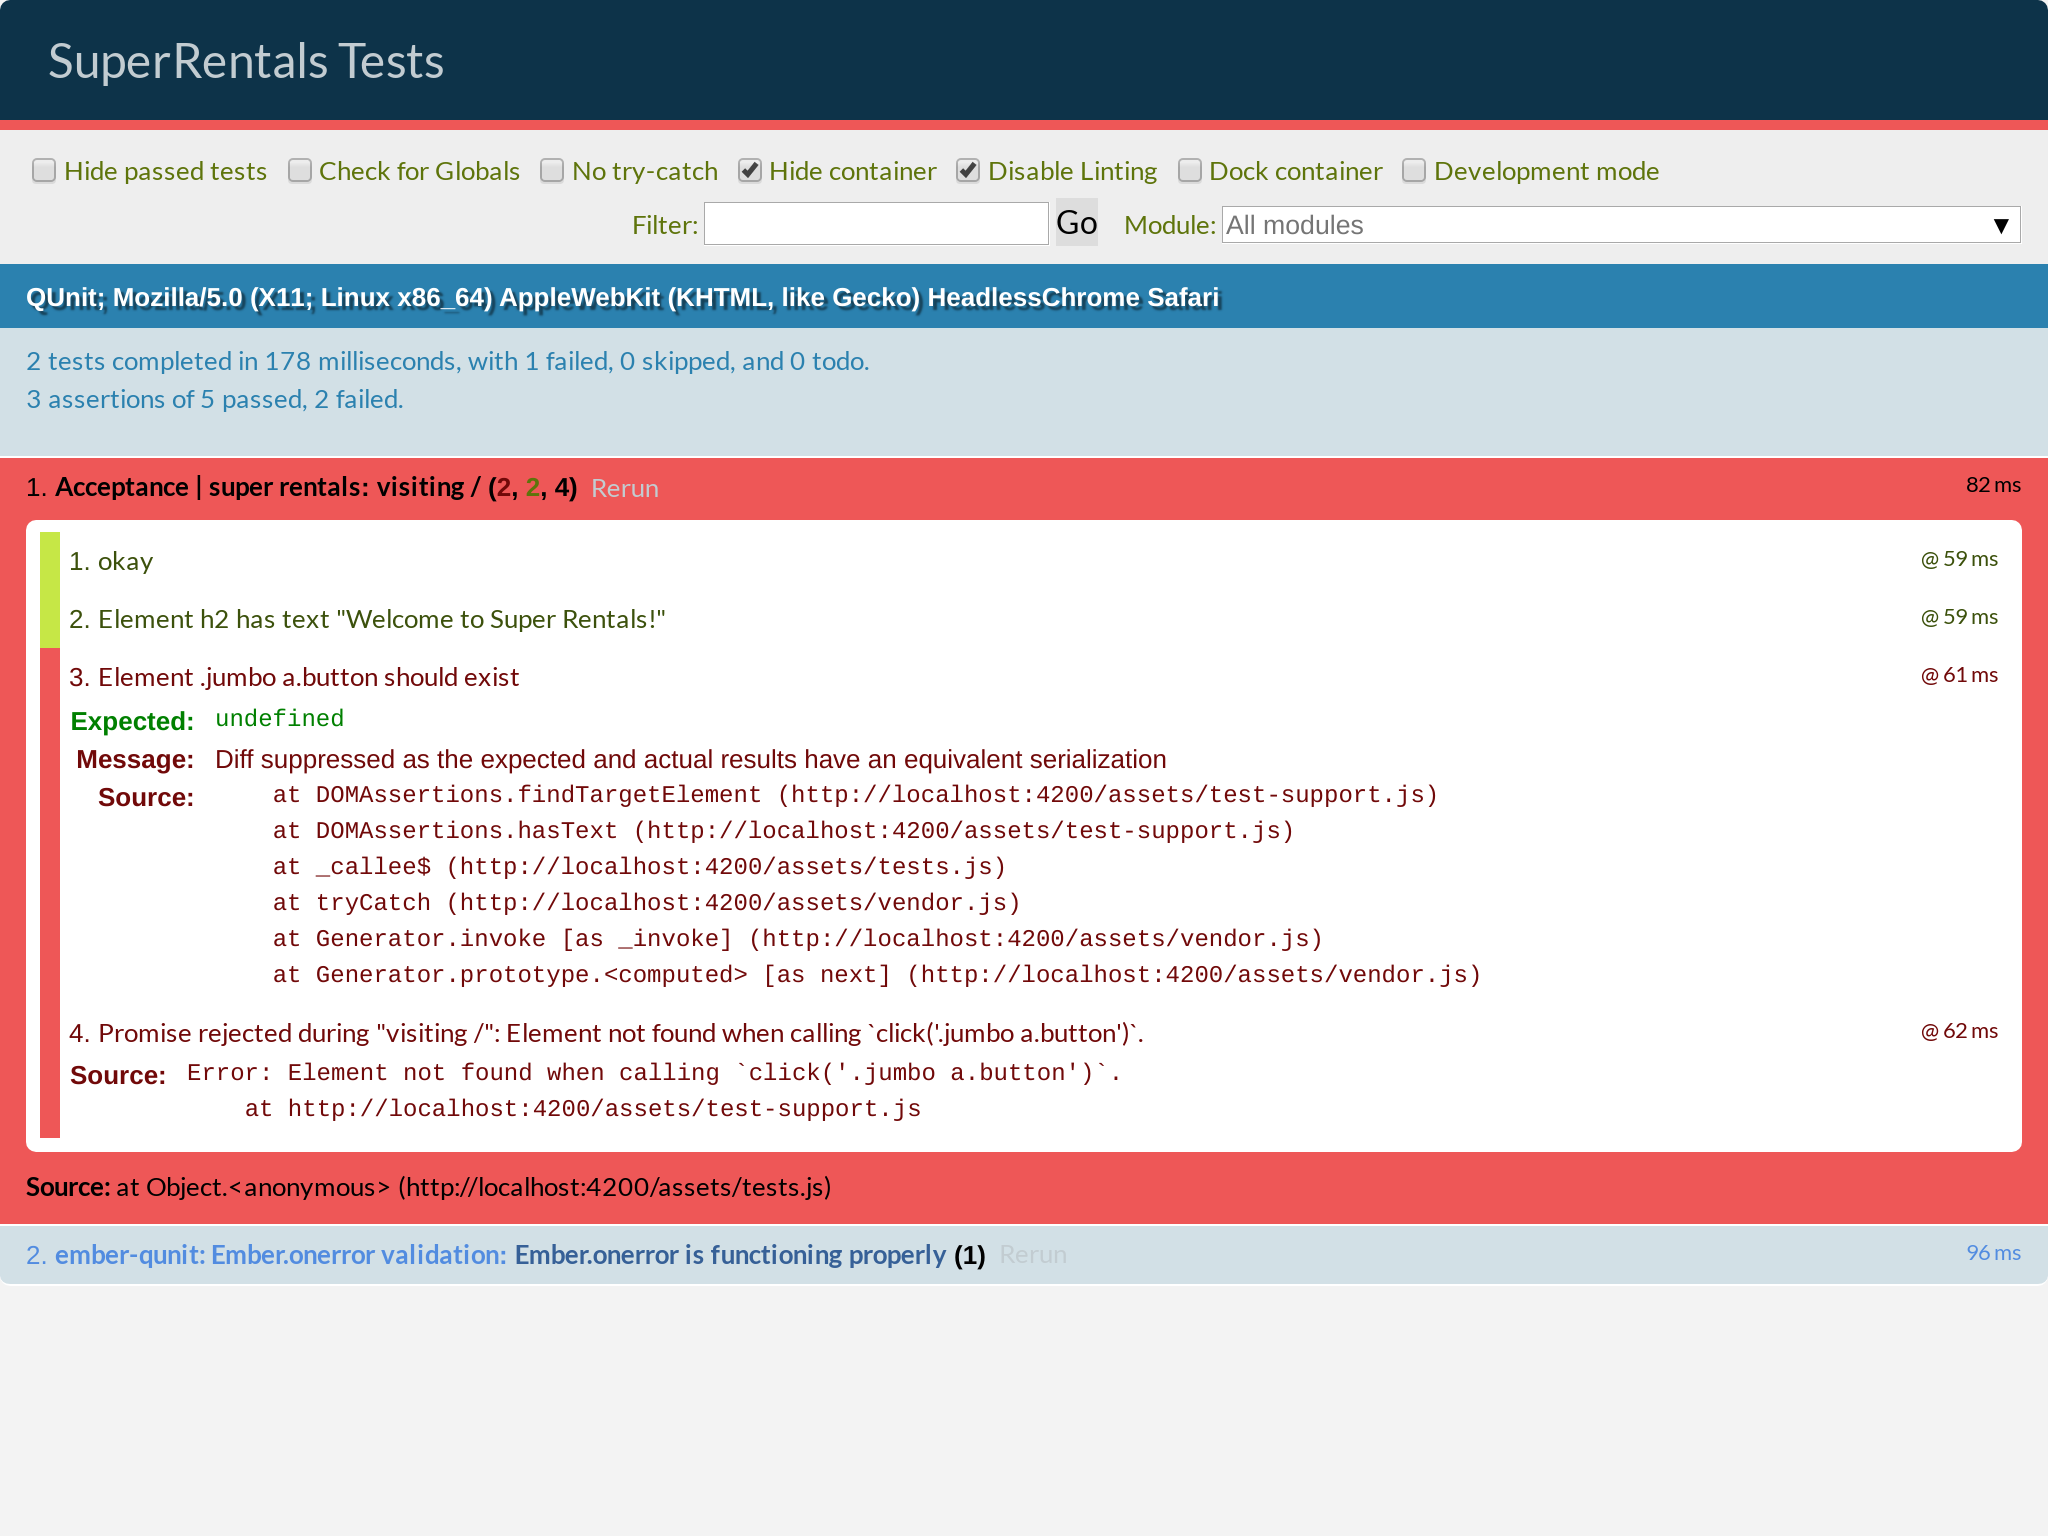 SuperRentals Tests
Hide passed tests Check for Globals No try-catch Hide container Disable Linting Dock container Development mode
Filter: Go Module: All modules ▼
QUnit; Mozilla/5.0 (X11; Linux x86_64) AppleWebKit (KHTML, like Gecko) HeadlessChrome Safari
2 tests completed in 178 milliseconds, with 1 failed, 0 skipped, and 0 todo.
3 assertions of 5 passed, 2 failed.
1. Acceptance | super rentals: visiting / (2, 2, 4) Rerun 82 ms
1. okay @ 59 ms
2. Element h2 has text "Welcome to Super Rentals!" @ 59 ms
3. Element .jumbo a.button should exist @ 61 ms
Expected: undefined
Message: Diff suppressed as the expected and actual results have an equivalent serialization
Source: at DOMAssertions.findTargetElement (http://localhost:4200/assets/test-support.js)
at DOMAssertions.hasText (http://localhost:4200/assets/test-support.js)
at _callee$ (http://localhost:4200/assets/tests.js)
at tryCatch (http://localhost:4200/assets/vendor.js)
at Generator.invoke [as _invoke] (http://localhost:4200/assets/vendor.js)
at Generator.prototype.<computed> [as next] (http://localhost:4200/assets/vendor.js)
4. Promise rejected during "visiting /": Element not found when calling `click('.jumbo a.button')`. @ 62 ms
Source: Error: Element not found when calling `click('.jumbo a.button')`.
at http://localhost:4200/assets/test-support.js
Source: at Object.<anonymous> (http://localhost:4200/assets/tests.js)
2. ember-qunit: Ember.onerror validation: Ember.onerror is functioning properly (1) Rerun 96 ms